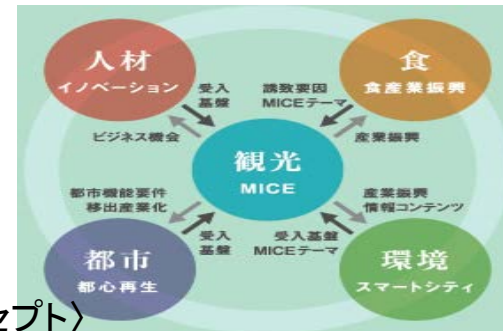 人材
イノベーション
食
食産業振興
受入
基盤
誘致要因
MICEテーマ
ビジネス機会
産業振興
観光
MICE
都市機能要件
移出産業化
産業振興
情報コンテンツ
受入
基盤
受入基盤
MICEテーマ
都市
都心再生
環境
スマートシティ
セプト〉